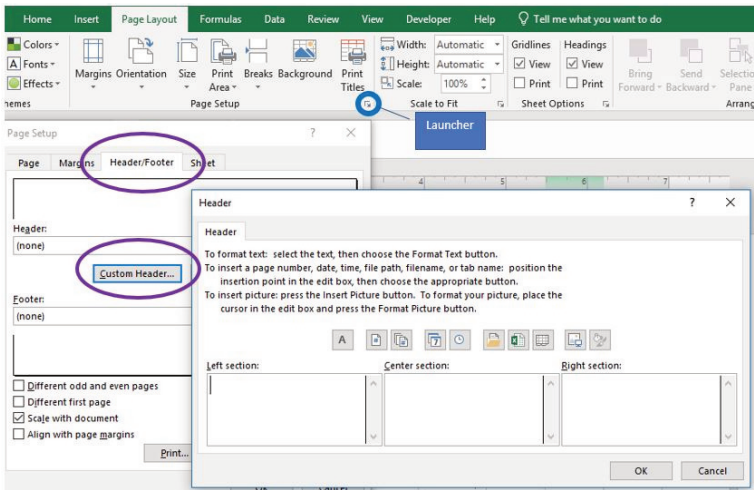 Home Insert Page Layout Formulas Data Review View Developer Help Tell me what you want to do
Colors
Fonts
Effects
hemes
Margins Orientation Size Print Area Breaks Background Print Titles
Page Setup
Width: Automatic
Height: Automatic
Scale: 100%
Scale to Fit
Gridlines Headings
View View
Print Print
Sheet Options
Bring Forward Send Backward Selectio Pane
Arrang
Launcher
Page Setup ? ×
Page Margins Header/Footer Sheet
Header:
(none)
Custom Header...
Footer:
(none)
Different odd and even pages
Different first page
Scale with document
Align with page margins
Print...
4 5 6 7
Header ? ×
Header
To format text: select the text, then choose the Format Text button.
To insert a page number, date, time, file path, filename, or tab name: position the
insertion point in the edit box, then choose the appropriate button.
To insert picture: press the Insert Picture button. To format your picture, place the
cursor in the edit box and press the Format Picture button.
A
Left section: Center section: Right section:
OK Cancel